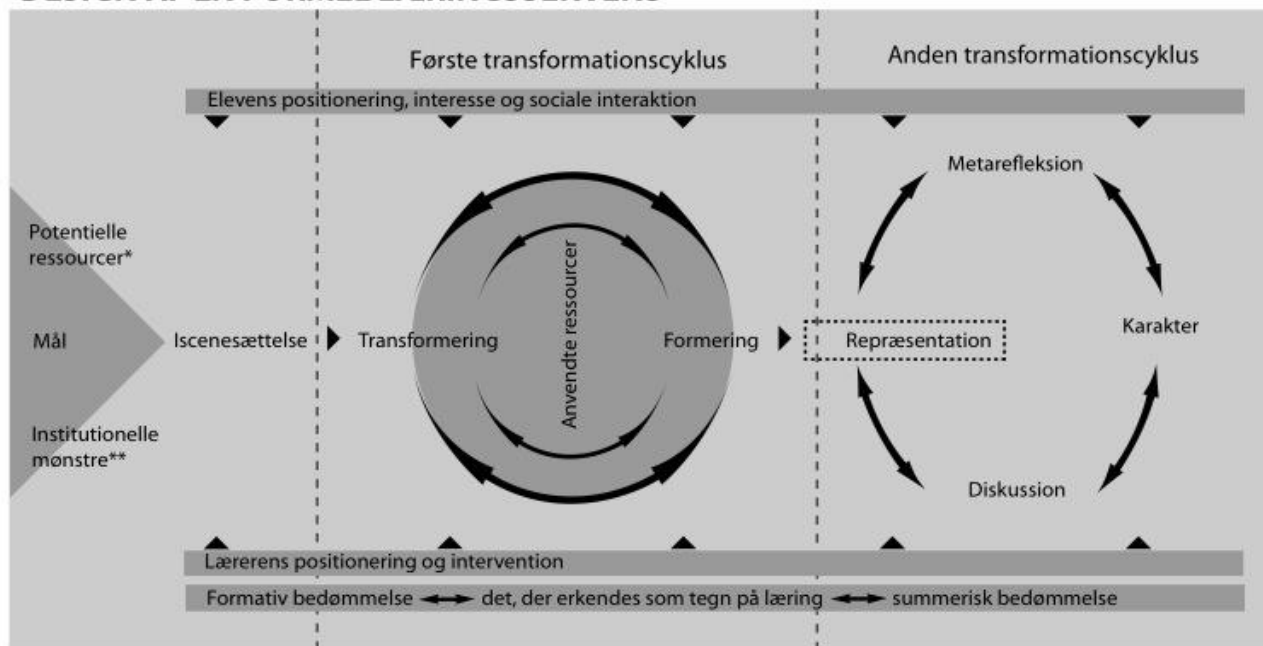 Første transformationscyklus
Anden transformationscyklus
Elevens positionering, interesse og sociale interaktion
Metarefleksion
Potentielle
ressourcer*
Mål
Iscenesættelse
Transformering
Anvendte ressourcer
Formering
Repræsentation
Karakter
Institutionelle
mønstre**
Diskussion
Lærerens positionering og intervention
Formativ bedømmelse det, der erkendes som tegn på læring summerisk bedømmelse